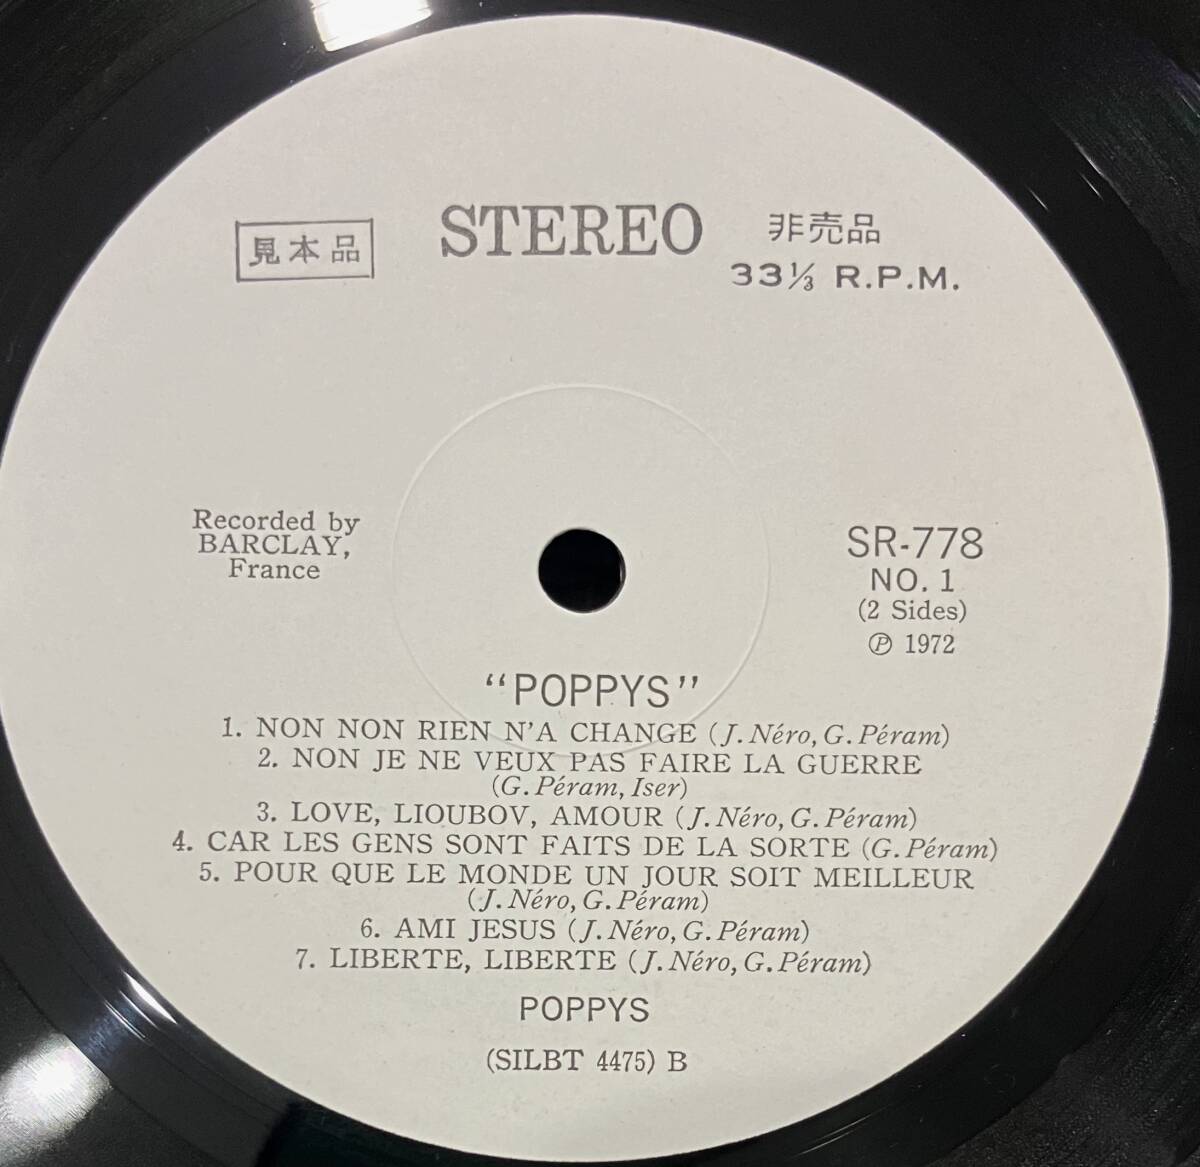 見本品
STEREO
非売品
33⅓ R.P.M.
Recorded by
BARCLAY,
France
SR-778
NO. 1
(2 Sides)
Ⓟ 1972
“POPPYS”
1. NON NON RIEN N’A CHANGE (J. Néro, G. Péram)
2. NON JE NE VEUX PAS FAIRE LA GUERRE
(G. Péram, Iser)
3. LOVE, LIOUBOV, AMOUR (J. Néro, G. Péram)
4. CAR LES GENS SONT FAITS DE LA SORTE (G. Péram)
5. POUR QUE LE MONDE UN JOUR SOIT MEILLEUR
(J. Néro, G. Péram)
6. AMI JESUS (J. Néro, G. Péram)
7. LIBERTE, LIBERTE (J. Néro, G. Péram)
POPPYS
(SILBT 4475) B